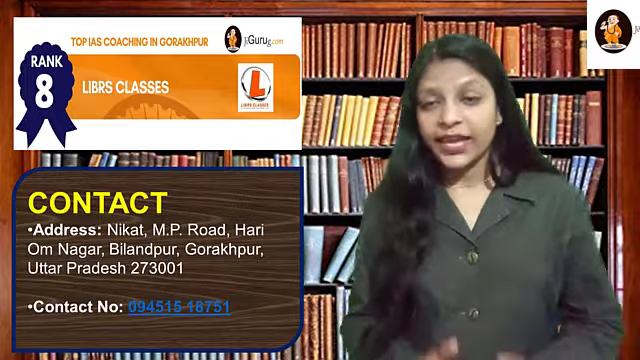 TOP IAS COACHING IN GORAKHPUR
JaGurug.com
RANK
8
LIBRS CLASSES
L
LIBRS CLASSES
CONTACT
•Address: Nikat, M.P. Road, Hari
Om Nagar, Bilandpur, Gorakhpur,
Uttar Pradesh 273001
•Contact No: 094515 18751